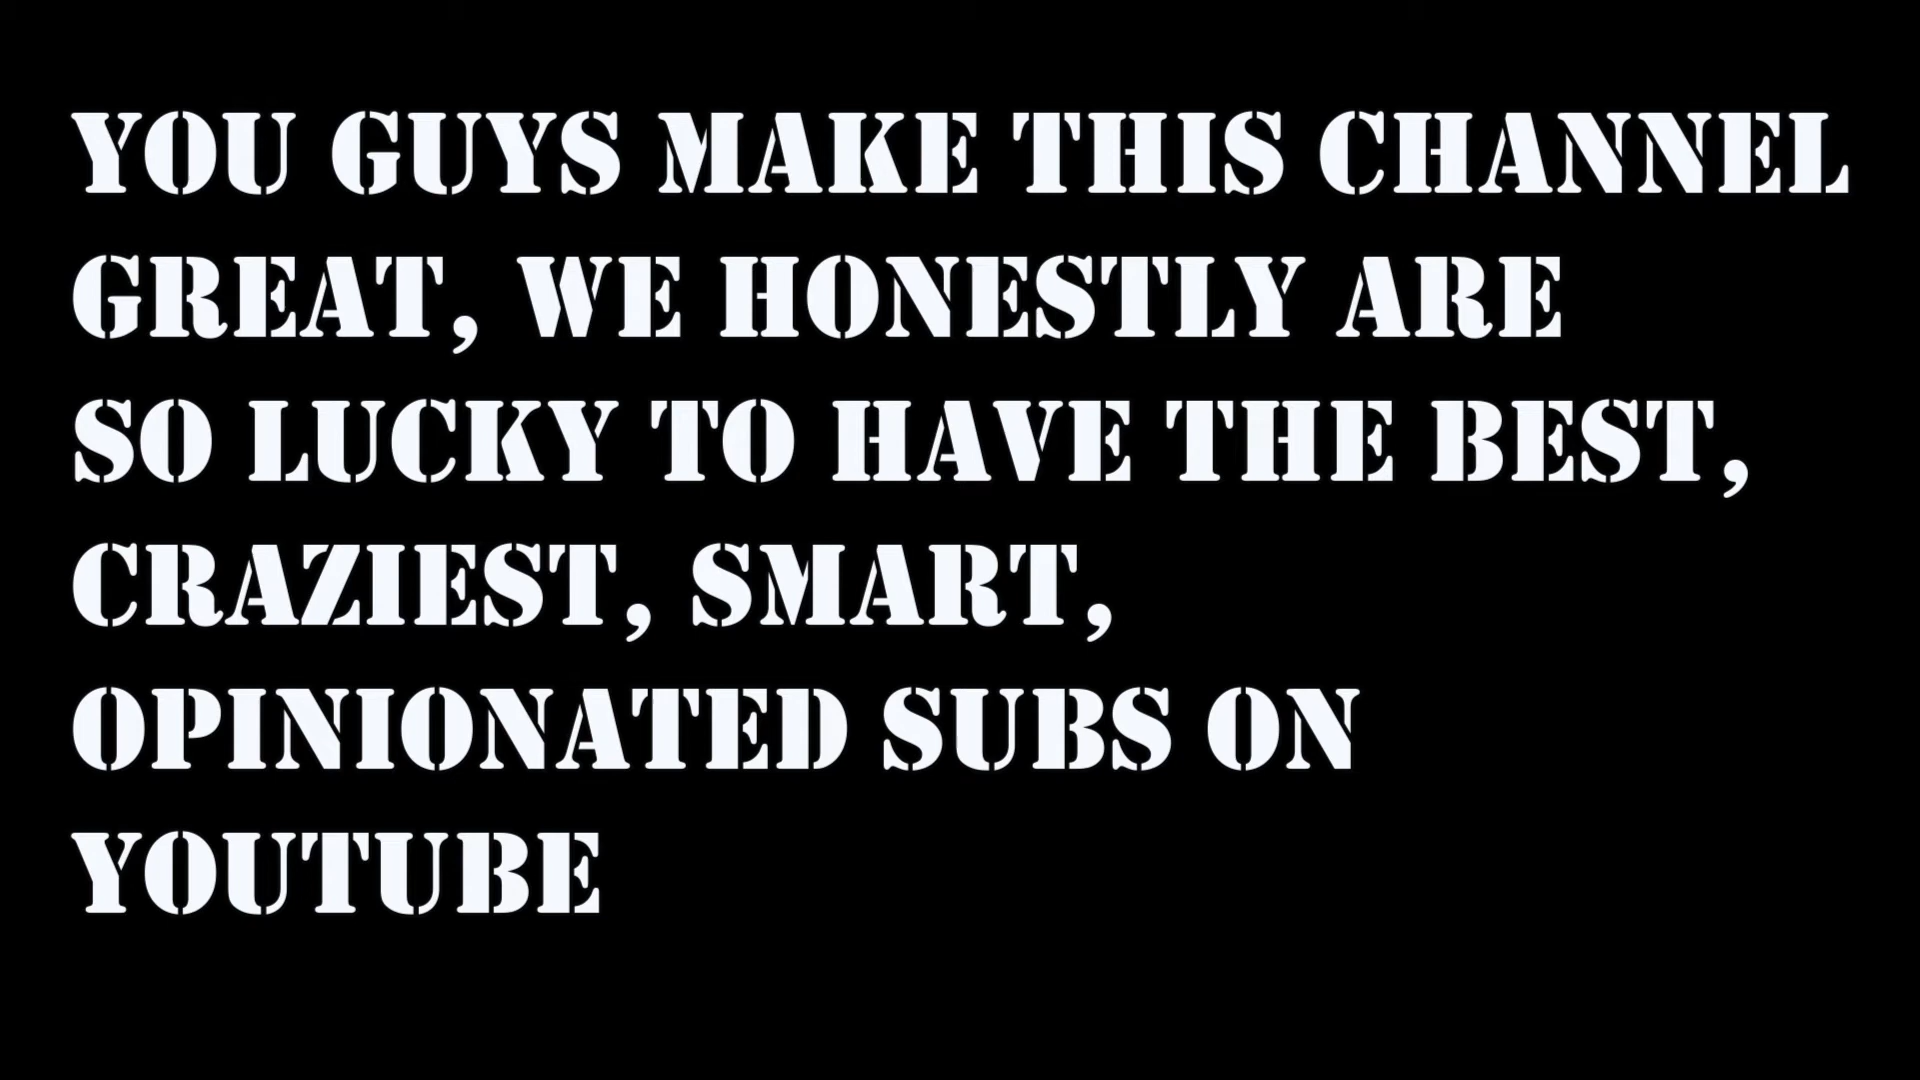 YOU GUYS MAKE THIS CHANNEL
GREAT, WE HONESTLY ARE
SO LUCKY TO HAVE THE BEST,
CRAZIEST, SMART,
OPINIONATED SUBS ON
YOUTUBE